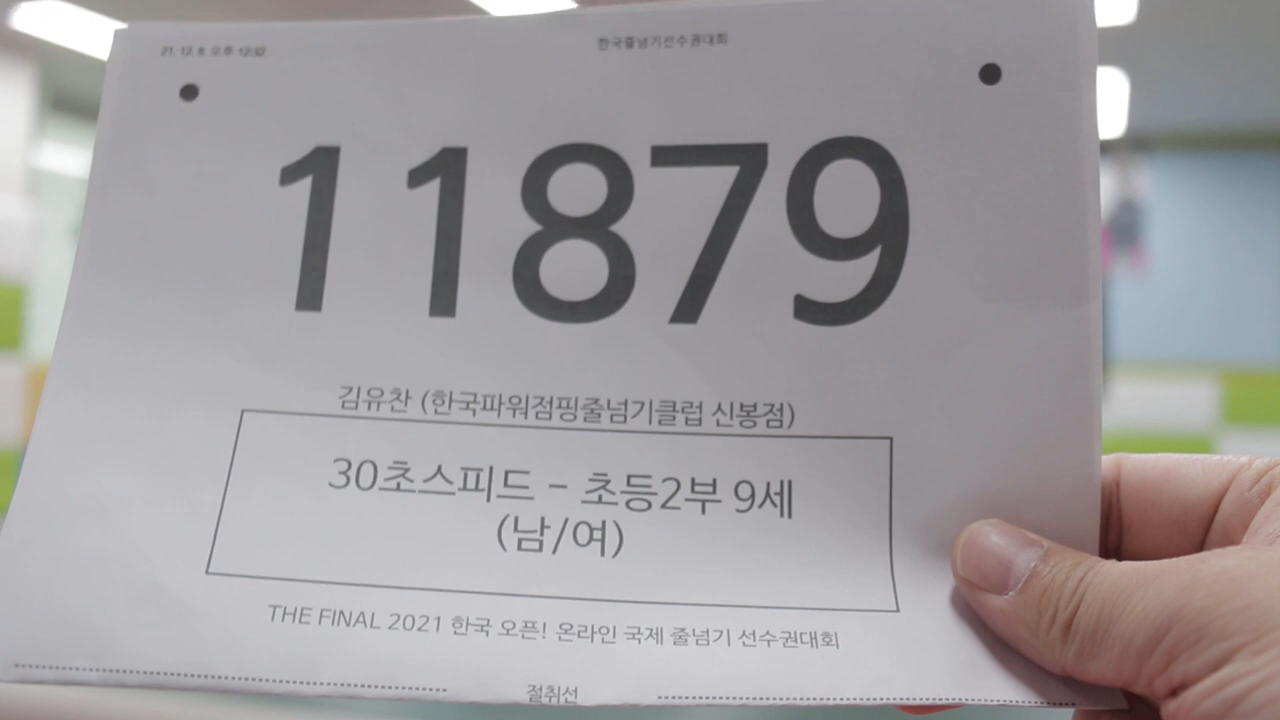 21. 12. 8. 오후 12:32
한국줄넘기선수권대회
11879
김유찬 (한국파워점핑줄넘기클럽 신봉점)
30초스피드 - 초등2부 9세
(남/여)
THE FINAL 2021 한국 오픈! 온라인 국제 줄넘기 선수권대회
절취선